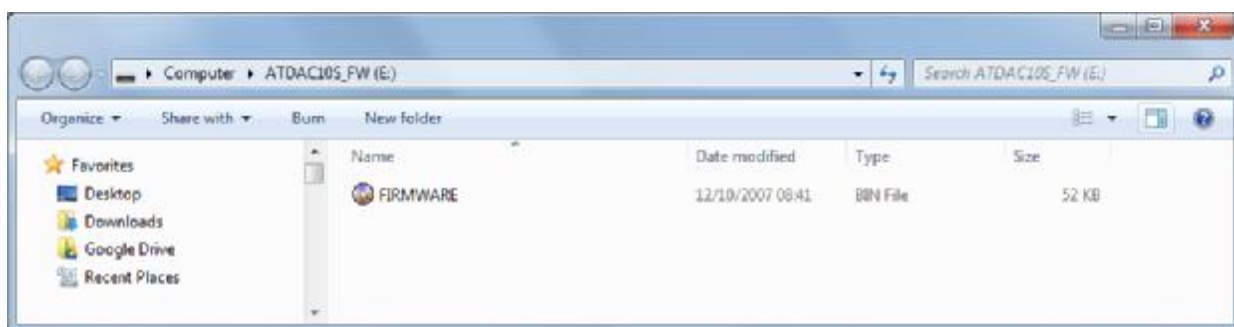 Computer ▸ ATDAC10S_FW (E:)
Search ATDAC10S_FW (E:)
Organize
Share with
Burn
New folder
Favorites
Desktop
Downloads
Google Drive
Recent Places
Name
Date modified
Type
Size
FIRMWARE
12/10/2007 08:41
BIN File
52 KB